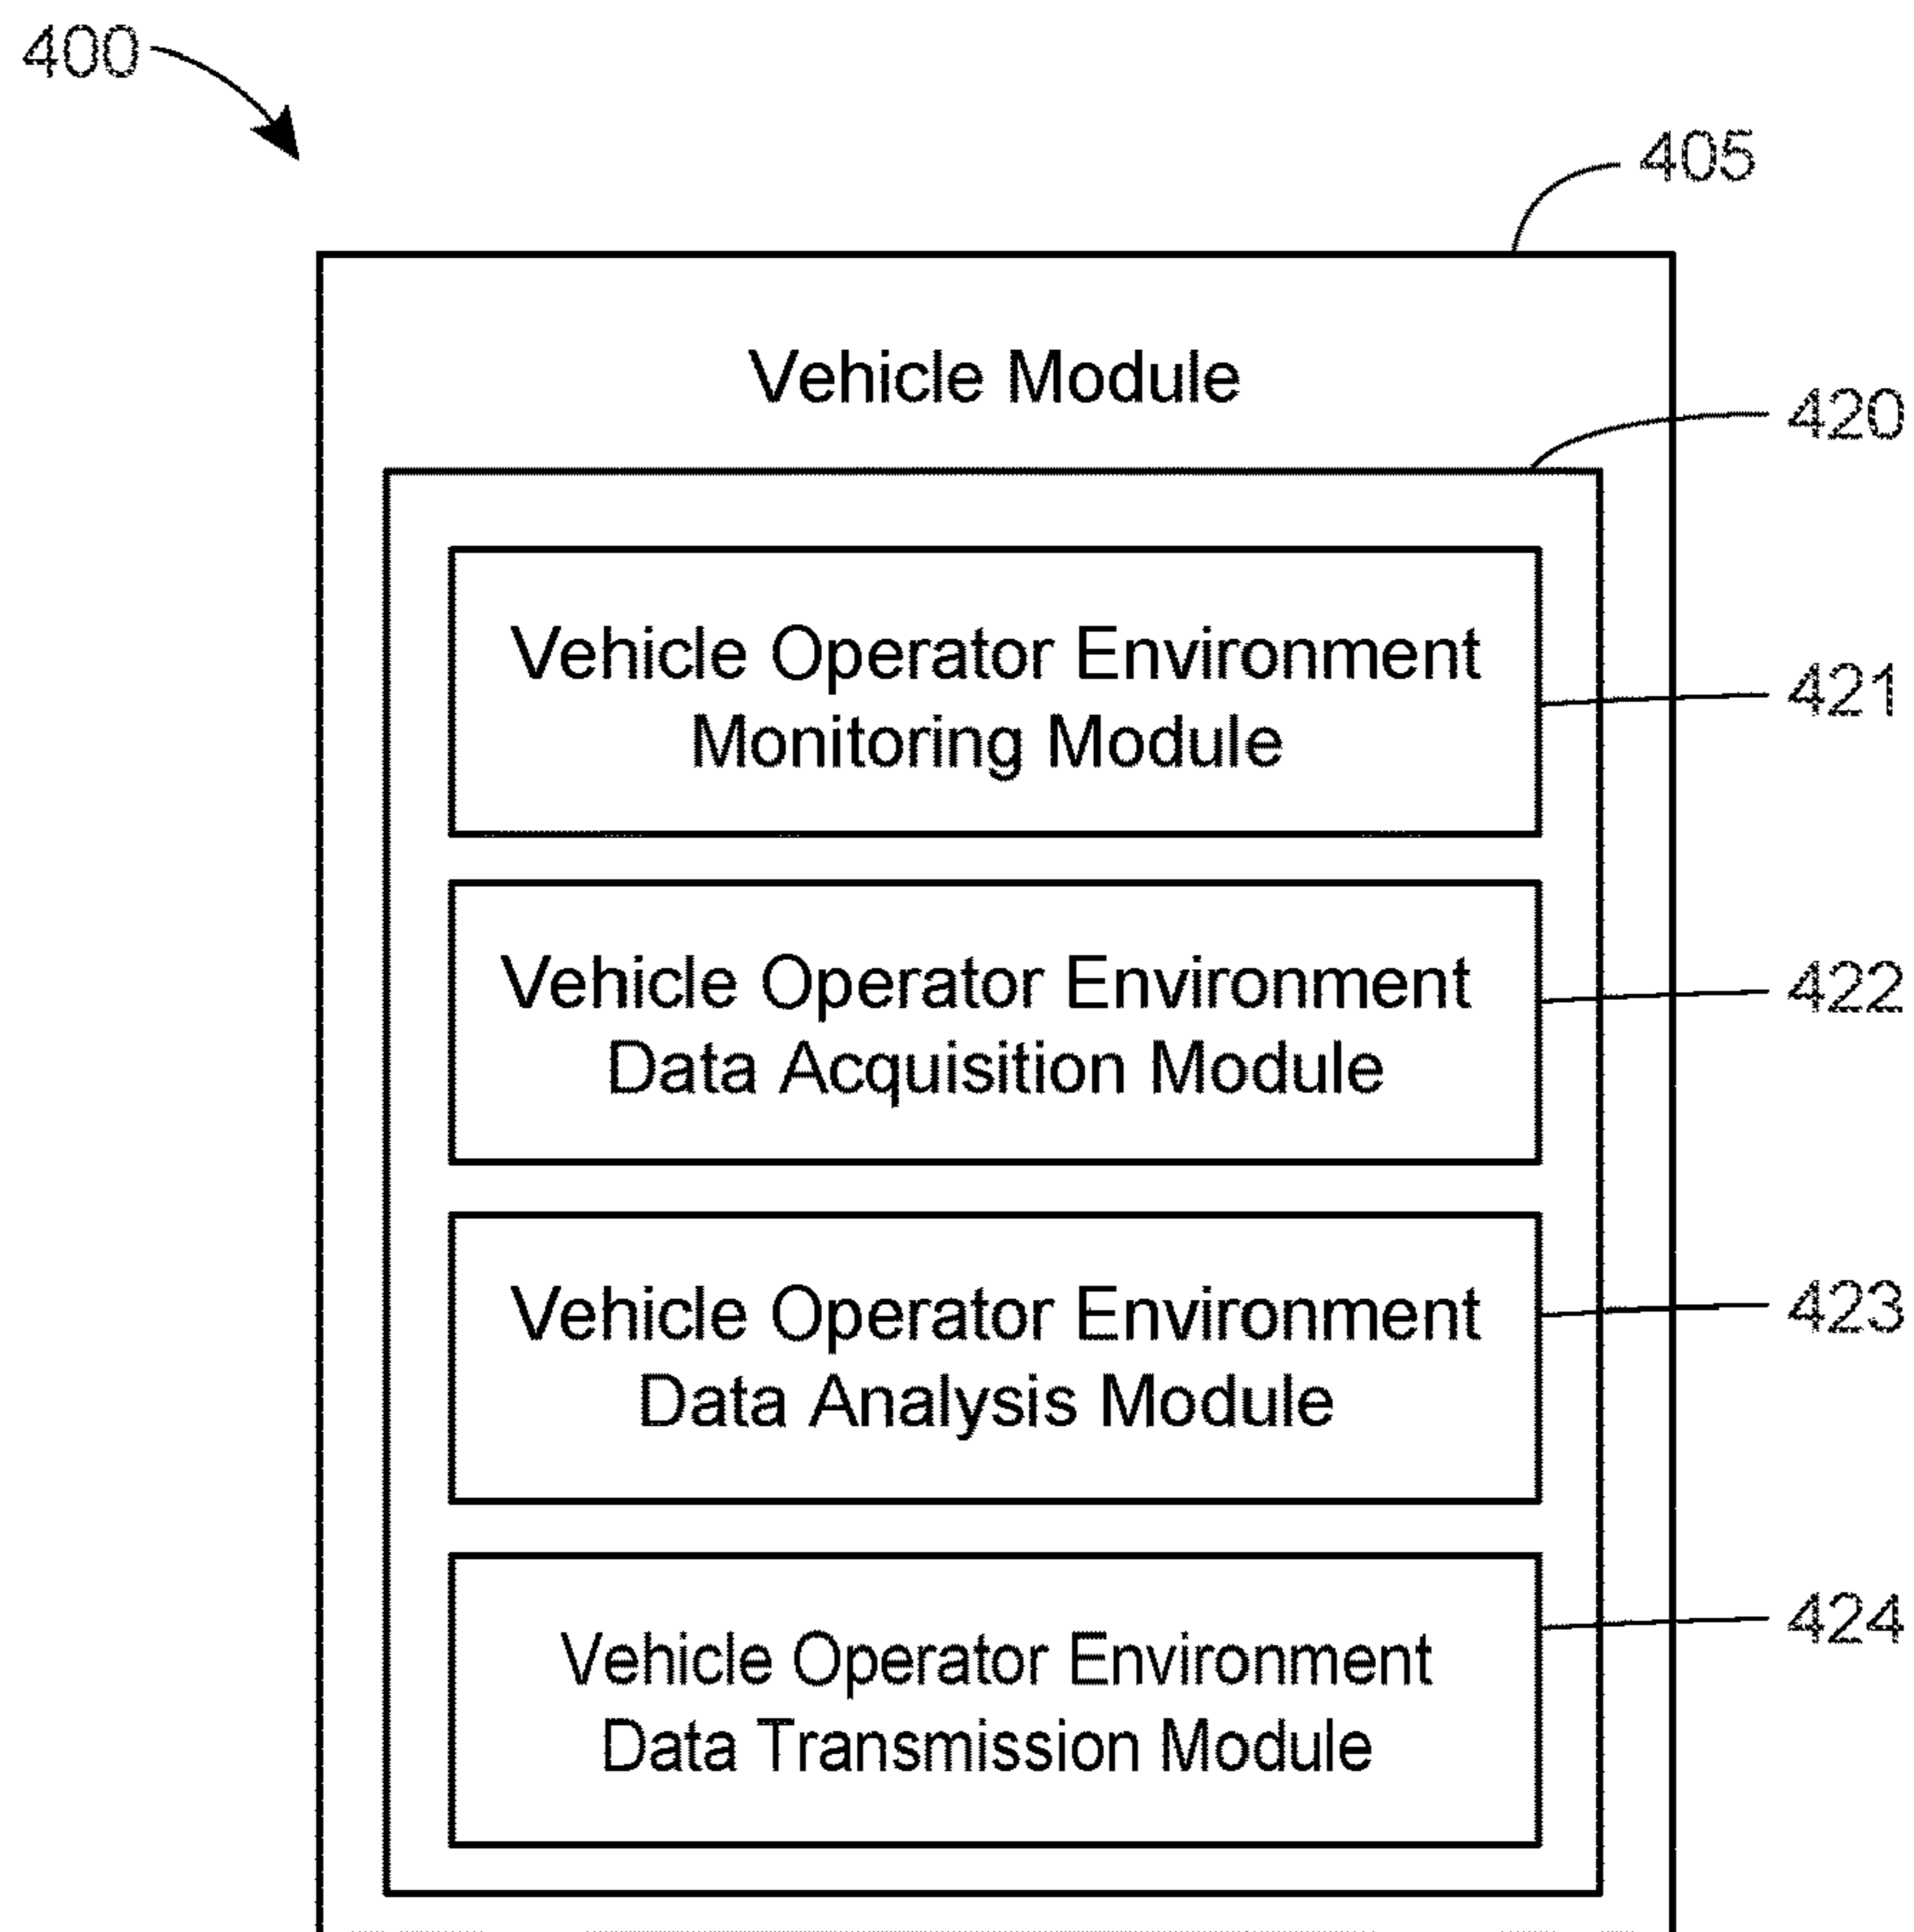 400
405
Vehicle Module
420
Vehicle Operator Environment
Monitoring Module
421
Vehicle Operator Environment
Data Acquisition Module
422
Vehicle Operator Environment
Data Analysis Module
423
Vehicle Operator Environment
Data Transmission Module
424